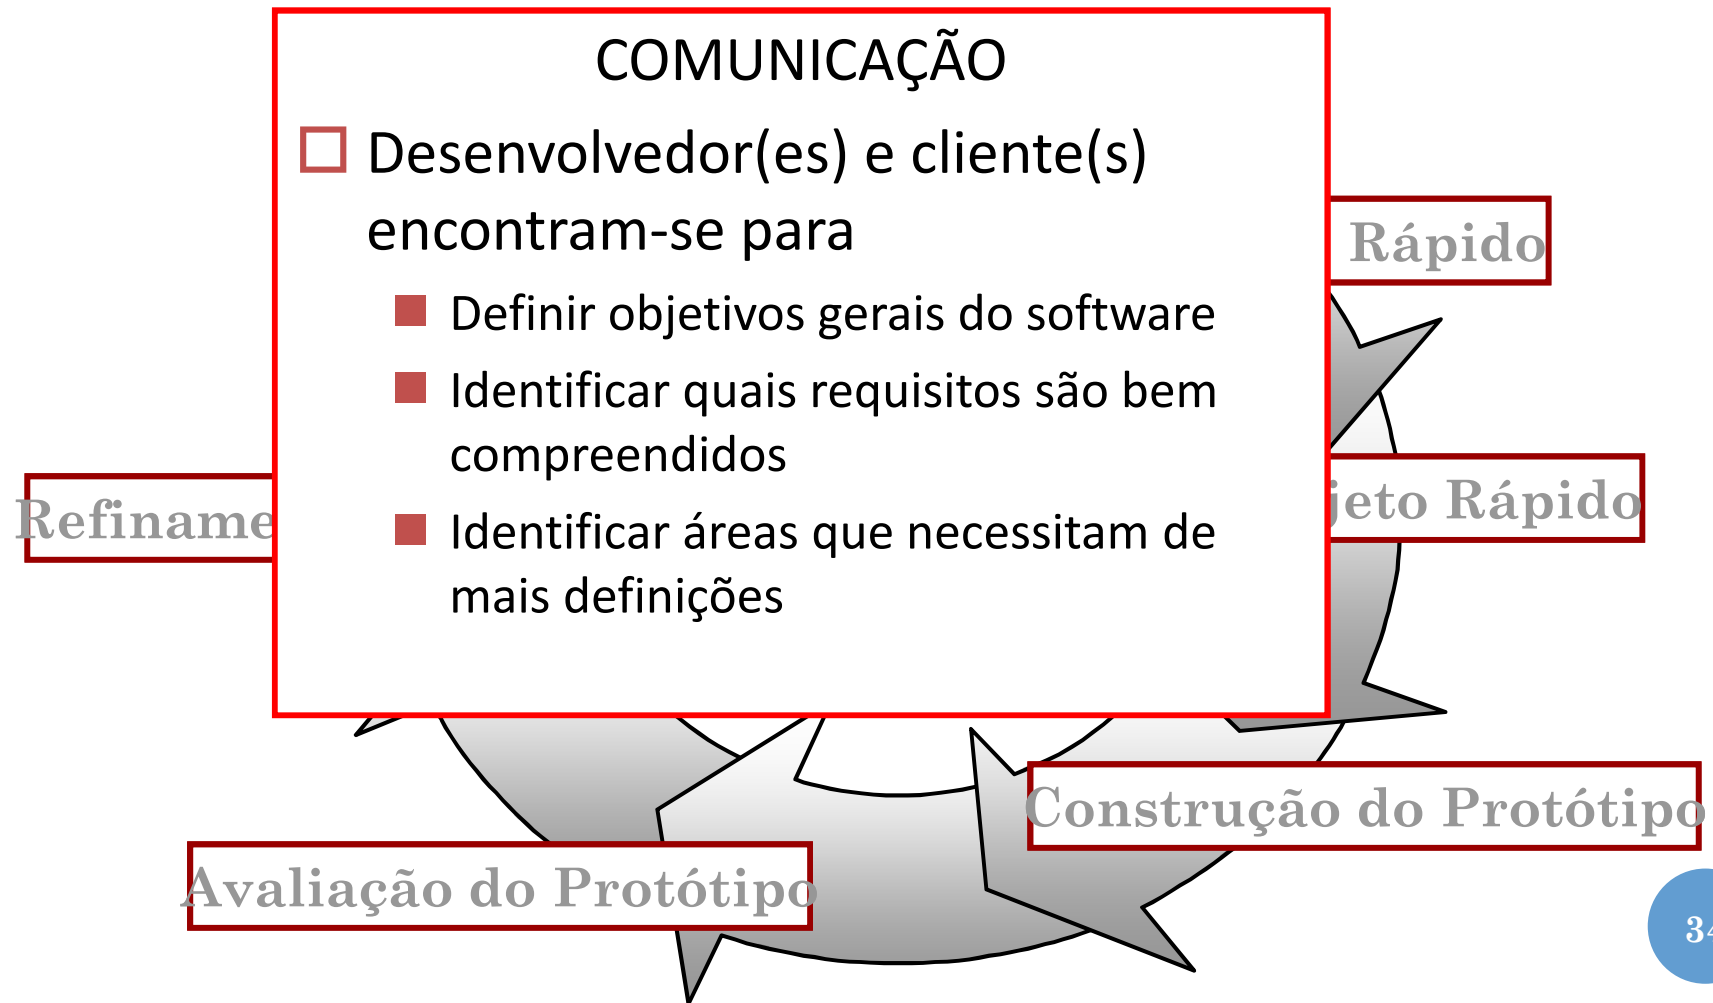 COMUNICAÇÃO
Desenvolvedor(es) e cliente(s)
encontram-se para
Definir objetivos gerais do software
Identificar quais requisitos são bem
compreendidos
Identificar áreas que necessitam de
mais definições
Rápido
jeto Rápido
Refiname
Construção do Protótipo
Avaliação do Protótipo
34